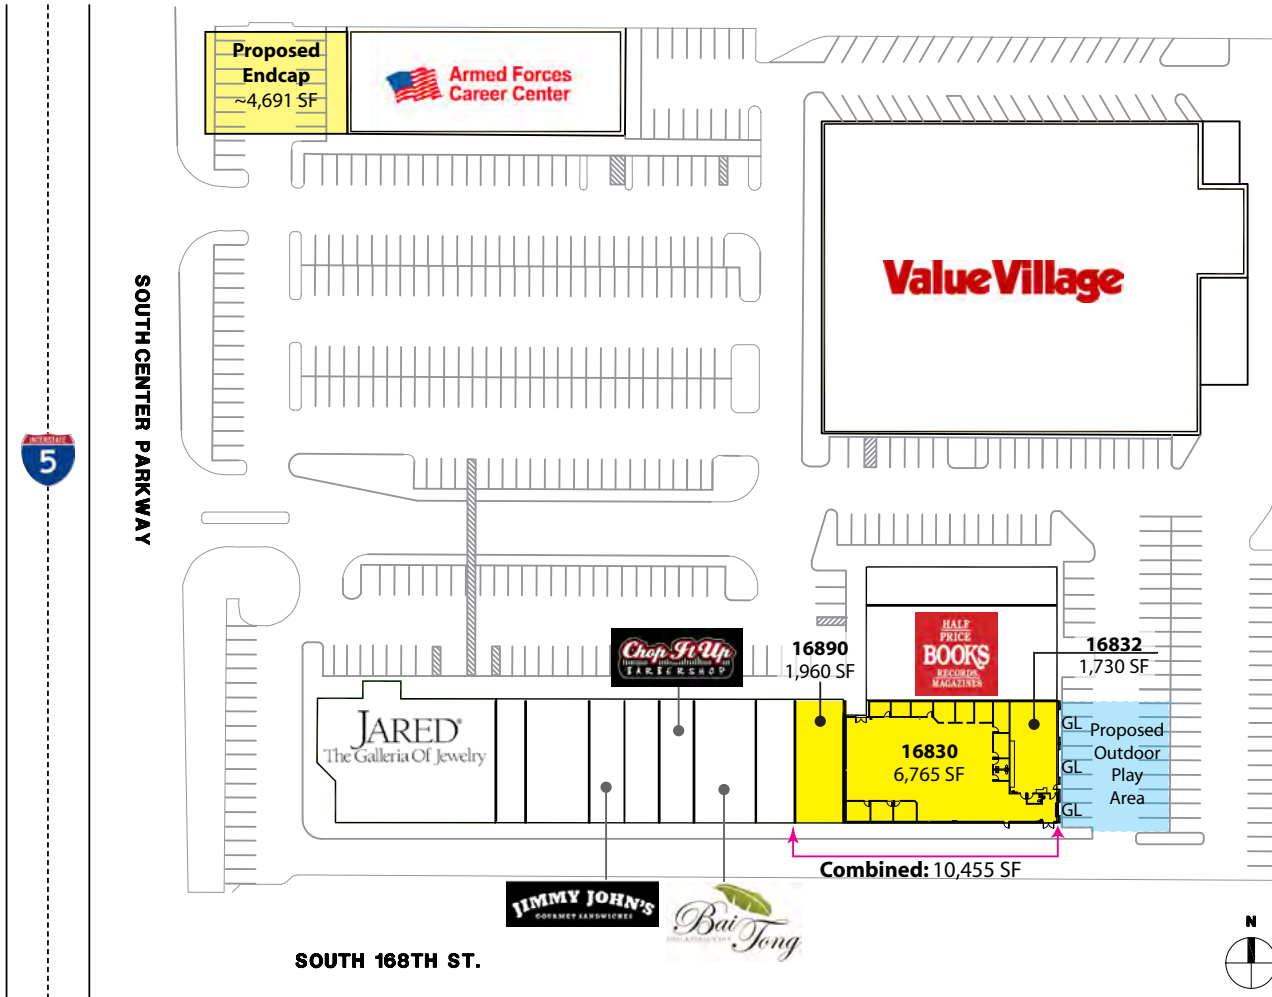 Proposed
Endcap
~4,691 SF
Armed Forces
Career Center
Value Village
SOUTHCENTER PARKWAY
INTERSTATE
5
Chop It Up
BARBERSHOP
16890
1,960 SF
HALF
PRICE
BOOKS
RECORDS
MAGAZINES
16832
1,730 SF
JARED®
The Galleria Of Jewelry
16830
6,765 SF
GL
GL
GL
Proposed
Outdoor
Play
Area
Combined: 10,455 SF
JIMMY JOHN'S
GOURMET SANDWICHES
Bai
Tong
SOUTH 168TH ST.
N